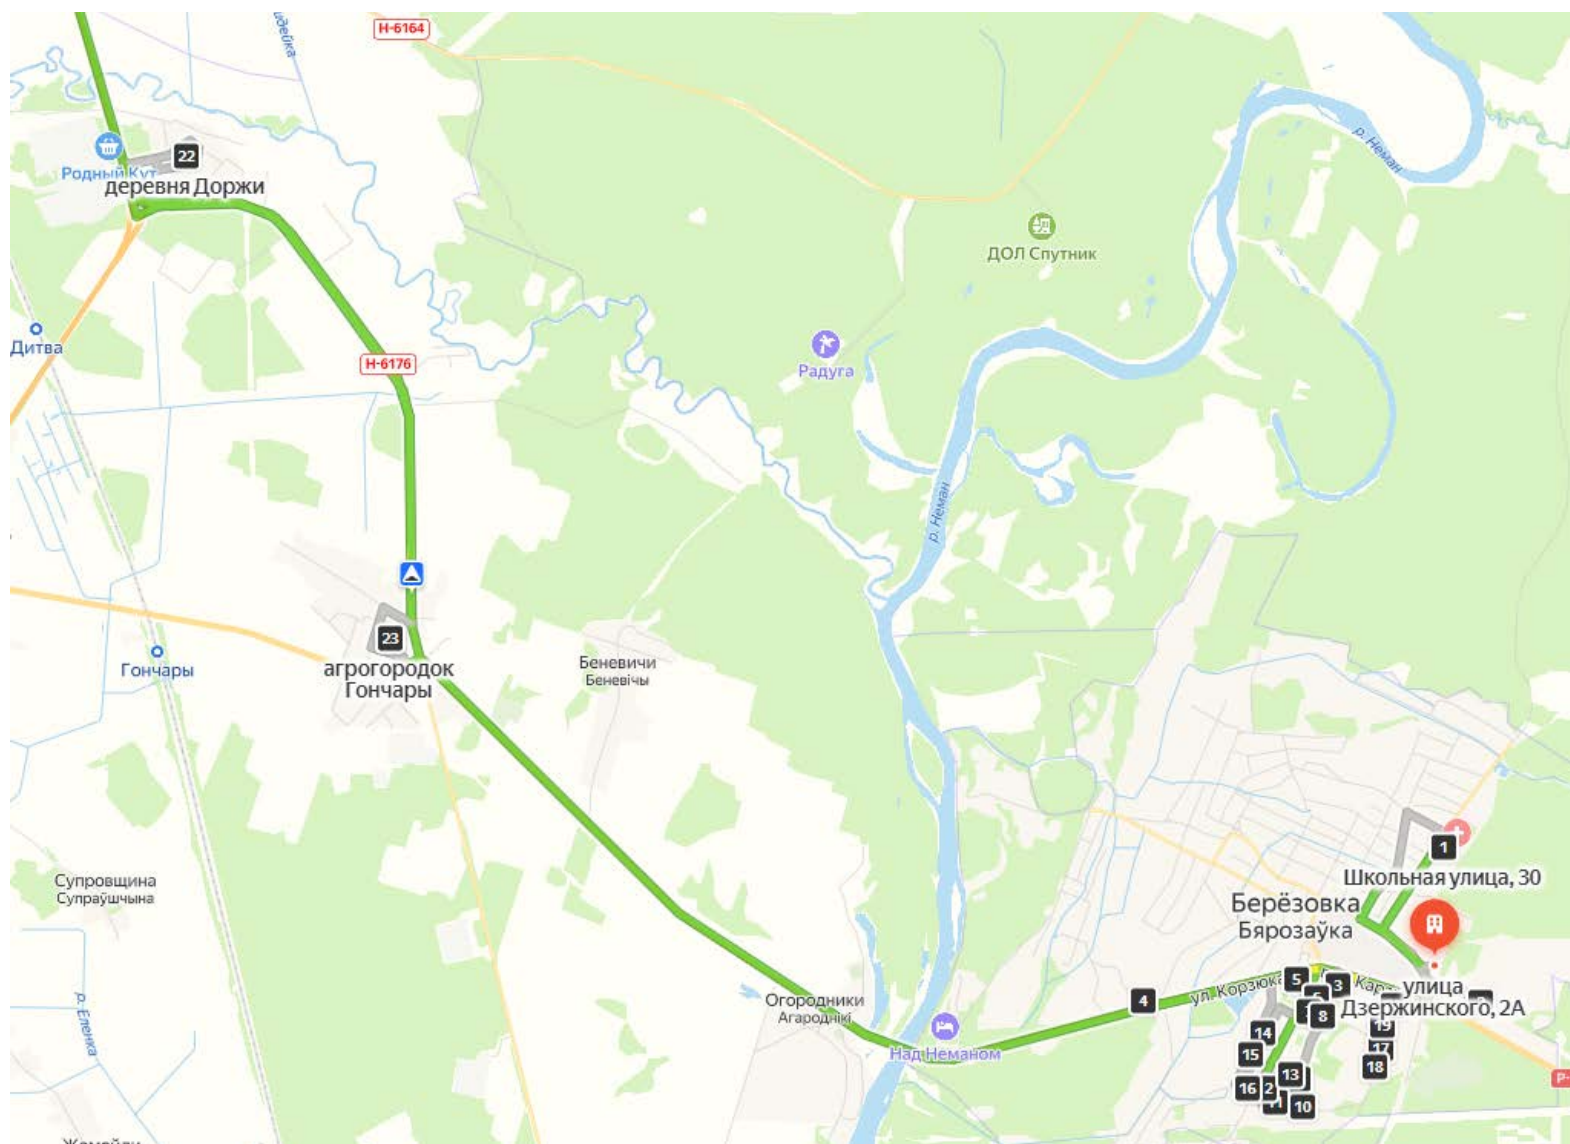 Н-6164
р. Неман
22
Родный Кут
деревня Доржи
ДОЛ Спутник
Дитва
Н-6176
Радуга
р. Неман
23
агрогородок
Гончары
Гончары
Беневичи
Беневічы
1
Школьная улица, 30
Супровщина
Супраўшчына
Берёзовка
Бярозаўка
5
3
4
ул. Корзюка
улица
Дзержинского, 2А
Огородники
Агароднікі
8
19
14
р. Еленка
Над Неманом
15
17
18
13
16
2
11
10